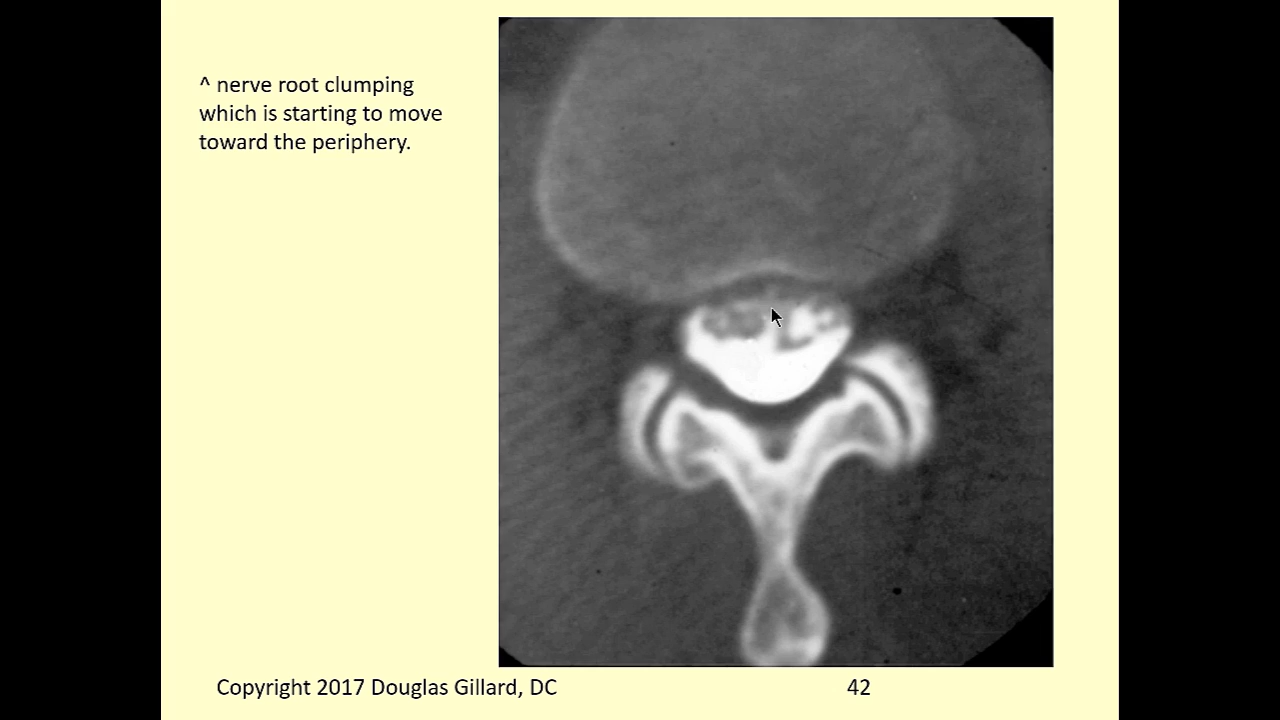 ^ nerve root clumping
which is starting to move
toward the periphery.
Copyright 2017 Douglas Gillard, DC
42